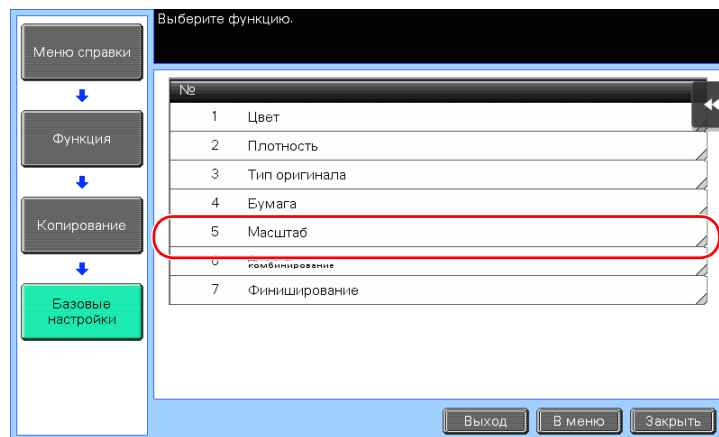 Выберите функцию.
Меню справки
Функция
Копирование
Базовые
настройки
№
1 Цвет
2 Плотность
3 Тип оригинала
4 Бумага
5 Масштаб
6
комбинирование
7 Финиширование
Выход В меню Закрыть